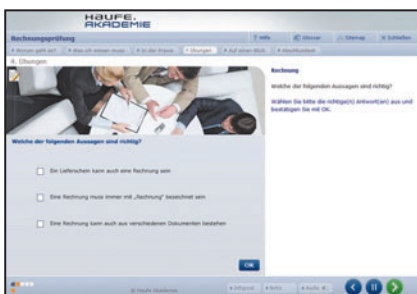 HAUFE.
AKADEMIE
Rechnungsprüfung
? Hilfe
Glossar
Sitemap
Schließen
Worum geht es?
Was ich wissen muss
In der Praxis
Übungen
Auf einen Blick
Abschlusstest
4. Übungen
Rechnung
Welche der folgenden Aussagen sind richtig?
Wählen Sie bitte die richtige(n) Antwort(en) aus und
bestätigen Sie mit OK.
Welche der folgenden Aussagen sind richtig?
Ein Lieferschein kann auch eine Rechnung sein
Eine Rechnung muss immer mit „Rechnung" bezeichnet sein
Eine Rechnung kann auch aus verschiedenen Dokumenten bestehen
OK
© Haufe Akademie